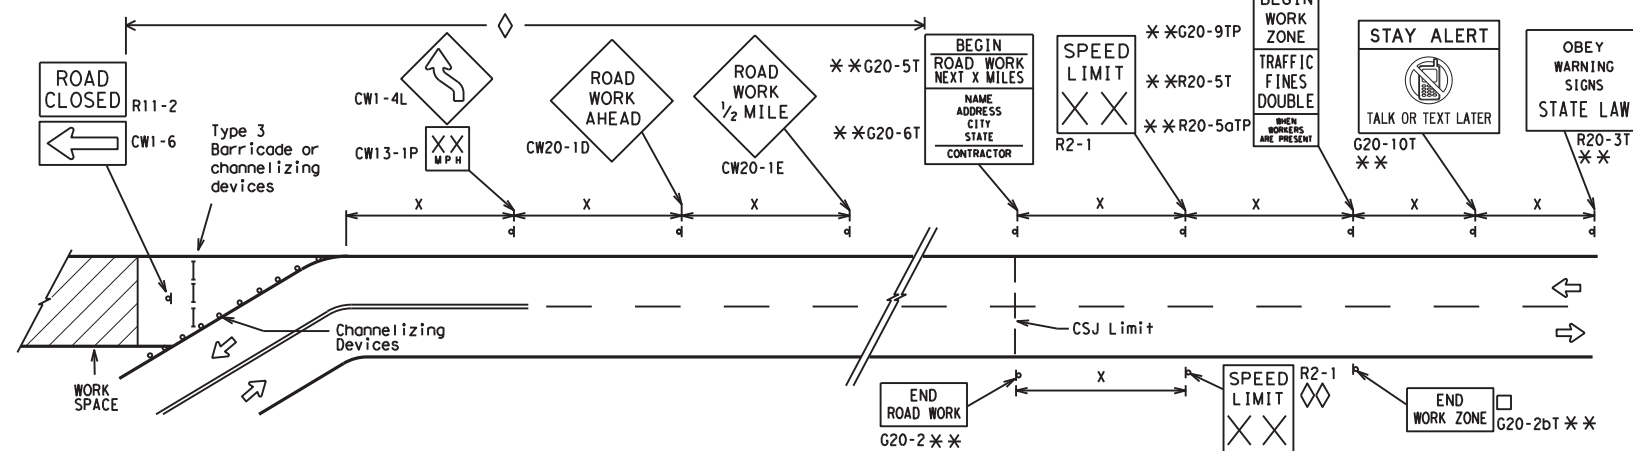 ROAD
CLOSED
R11-2
CW1-6
Type 3
Barricade or
channelizing
devices
CW1-4L
XX
MPH
CW13-1P
ROAD
WORK
AHEAD
CW20-1D
ROAD
WORK
1/2 MILE
CW20-1E
* *G20-5T
* *G20-6T
BEGIN
ROAD WORK
NEXT X MILES
NAME
ADDRESS
CITY
STATE
CONTRACTOR
SPEED
LIMIT
X X
R2-1
* *G20-9TP
* *R20-5T
* *R20-5aTP
BEGIN
WORK
ZONE
TRAFFIC
FINES
DOUBLE
WHEN
WORKERS
ARE PRESENT
STAY ALERT
TALK OR TEXT LATER
G20-10T
* *
OBEY
WARNING
SIGNS
STATE LAW
R20-3T
* *
X
X
X
X
X
X
X
Channelizing
Devices
WORK
SPACE
CSJ Limit
X
END
ROAD WORK
G20-2 * *
SPEED
LIMIT
X X
R2-1
END
WORK ZONE
G20-2bT * *